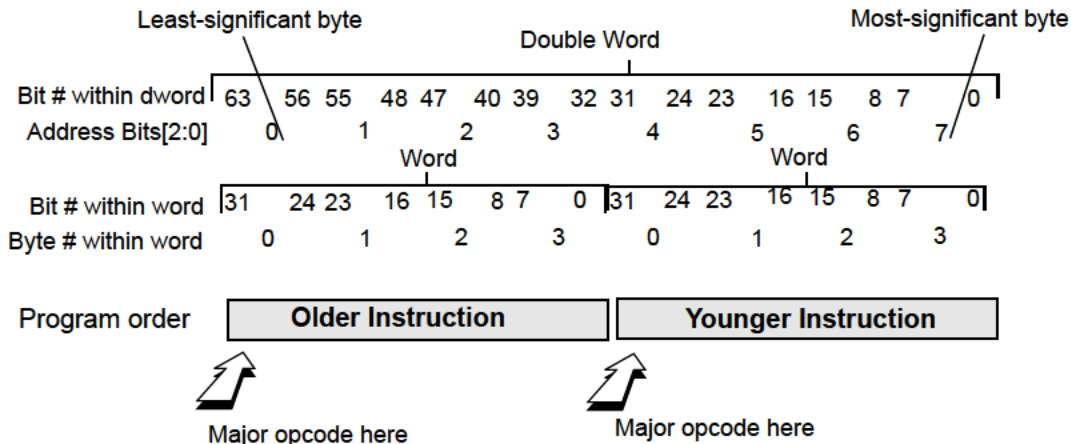 Least-significant byte
Most-significant byte
Double Word
Bit # within dword 63 56 55 48 47 40 39 32 31 24 23 16 15 8 7 0
Address Bits[2:0] 0 1 2 3 4 5 6 7
Word Word
Bit # within word 31 24 23 16 15 8 7 0 31 24 23 16 15 8 7 0
Byte # within word 0 1 2 3 0 1 2 3
Program order Older Instruction Younger Instruction
Major opcode here Major opcode here